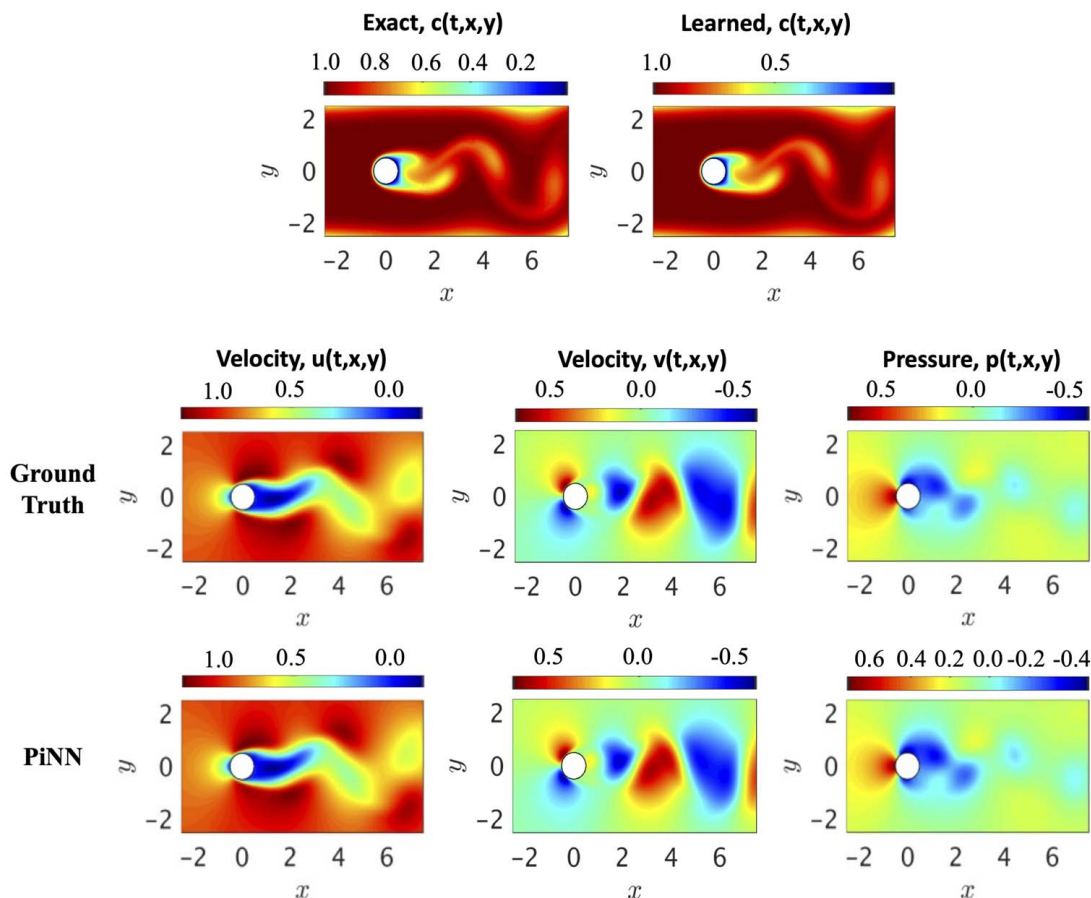 Exact, c(t,x,y)
Learned, c(t,x,y)
1.0 0.8 0.6 0.4 0.2
1.0 0.5
2
0
−2
y
−2 0 2 4 6
x
2
0
−2
y
−2 0 2 4 6
x
Velocity, u(t,x,y)
Velocity, v(t,x,y)
Pressure, p(t,x,y)
1.0 0.5 0.0
0.5 0.0 -0.5
0.5 0.0 -0.5
Ground
Truth
2
0
−2
y
−2 0 2 4 6
x
2
0
−2
y
−2 0 2 4 6
x
2
0
−2
y
−2 0 2 4 6
x
1.0 0.5 0.0
0.5 0.0 -0.5
0.6 0.4 0.2 0.0 -0.2 -0.4
PiNN
2
0
−2
y
−2 0 2 4 6
x
2
0
−2
y
−2 0 2 4 6
x
2
0
−2
y
−2 0 2 4 6
x